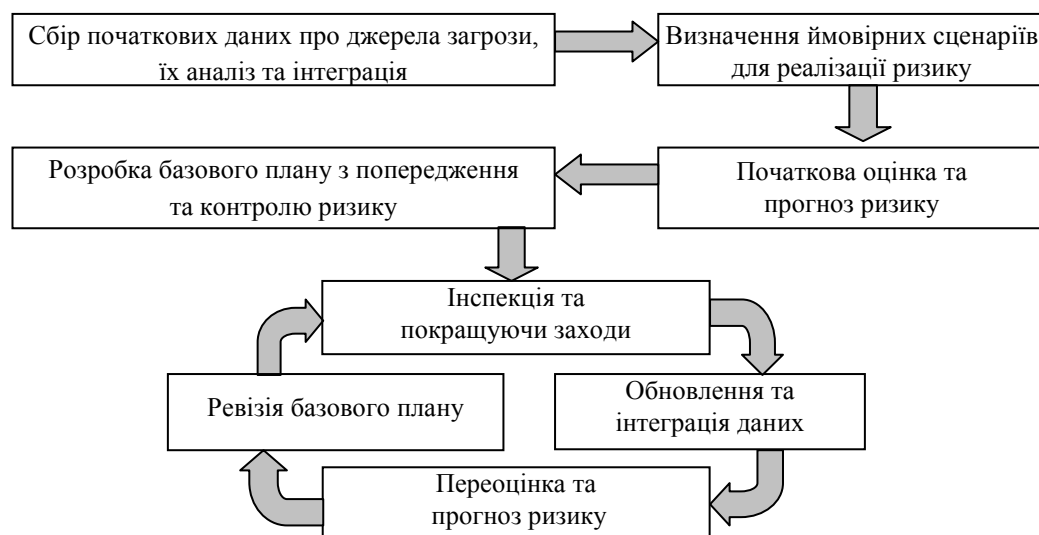 Сбір початкових даних про джерела загрози,
їх аналіз та інтеграція
Визначення ймовірних сценаріїв
для реалізації ризику
Початкова оцінка та
прогноз ризику
Розробка базового плану з попередження
та контролю ризику
Інспекція та
покращуючи заходи
Обновлення та
інтеграція даних
Переоцінка та
прогноз ризику
Ревізія базового плану